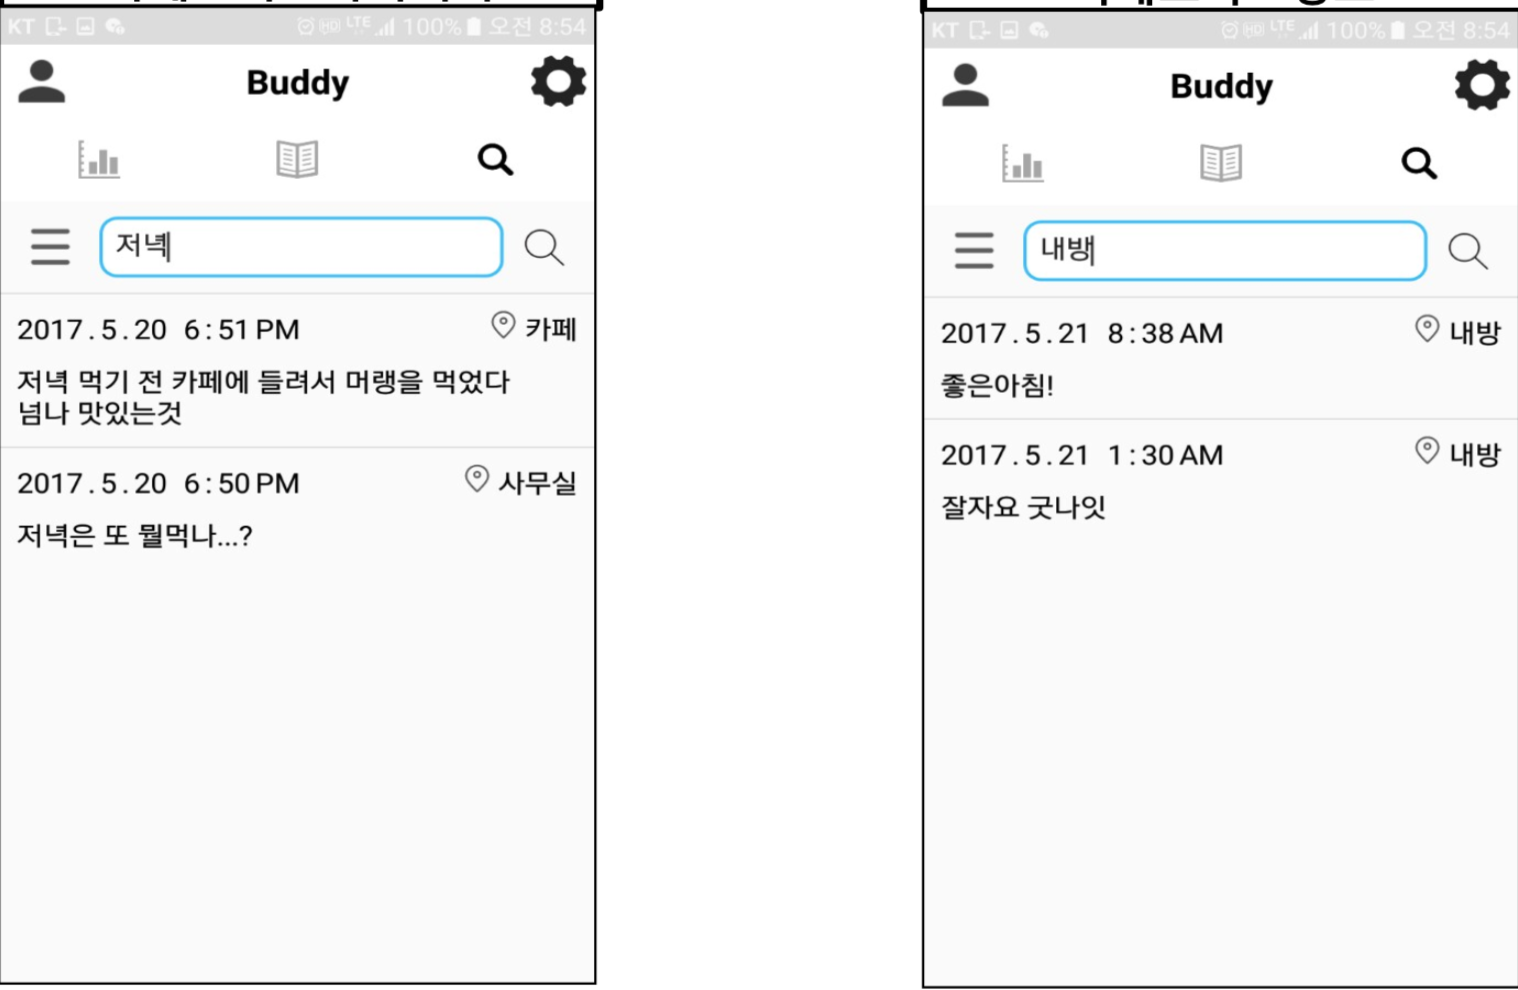 KT LTE 100% 오전 8:54
Buddy
저녁
2017.5.20 6:51 PM 카페
저녁 먹기 전 카페에 들려서 머랭을 먹었다
넘나 맛있는것
2017.5.20 6:50 PM 사무실
저녁은 또 뭘먹나...?
KT HD LTE 100% 오전 8:54
Buddy
내방
2017.5.21 8:38 AM 내방
좋은아침!
2017.5.21 1:30 AM 내방
잘자요 굿나잇